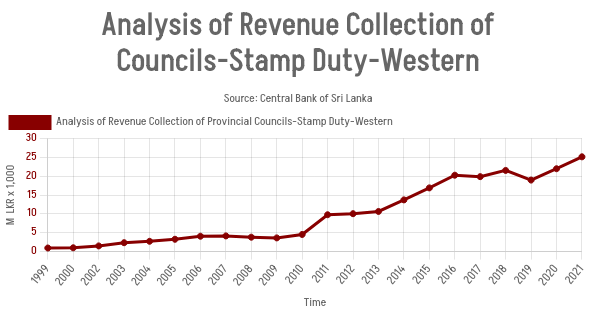 Analysis of Revenue Collection of
Councils-Stamp Duty-Western
Source: Central Bank of Sri Lanka
Analysis of Revenue Collection of Provincial Councils-Stamp Duty-Western
M LKR x 1,000
30
25
20
15
10
5
0
1999 2000 2002 2003 2004 2005 2006 2007 2008 2009 2010 2011 2012 2013 2014 2015 2016 2017 2018 2019 2020 2021
Time